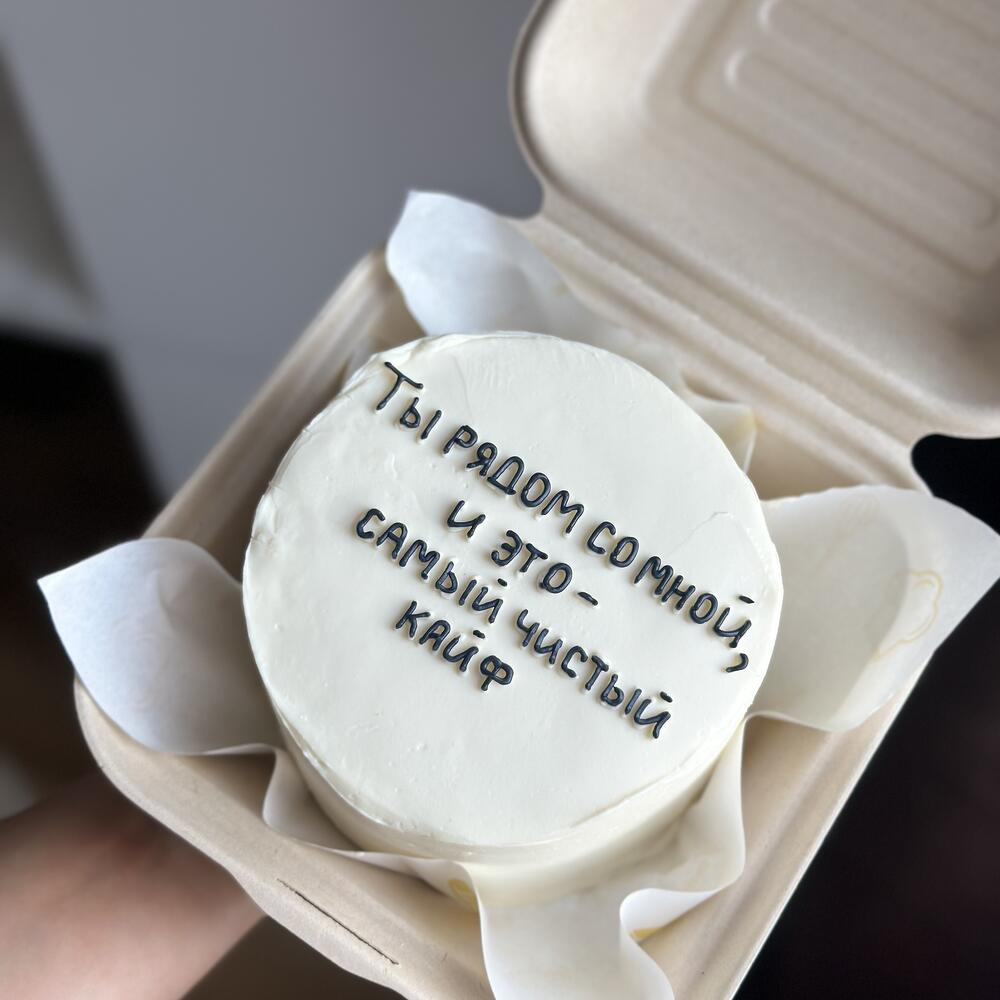 Ты рядом со мной,
и это -
самый чистый
кайф